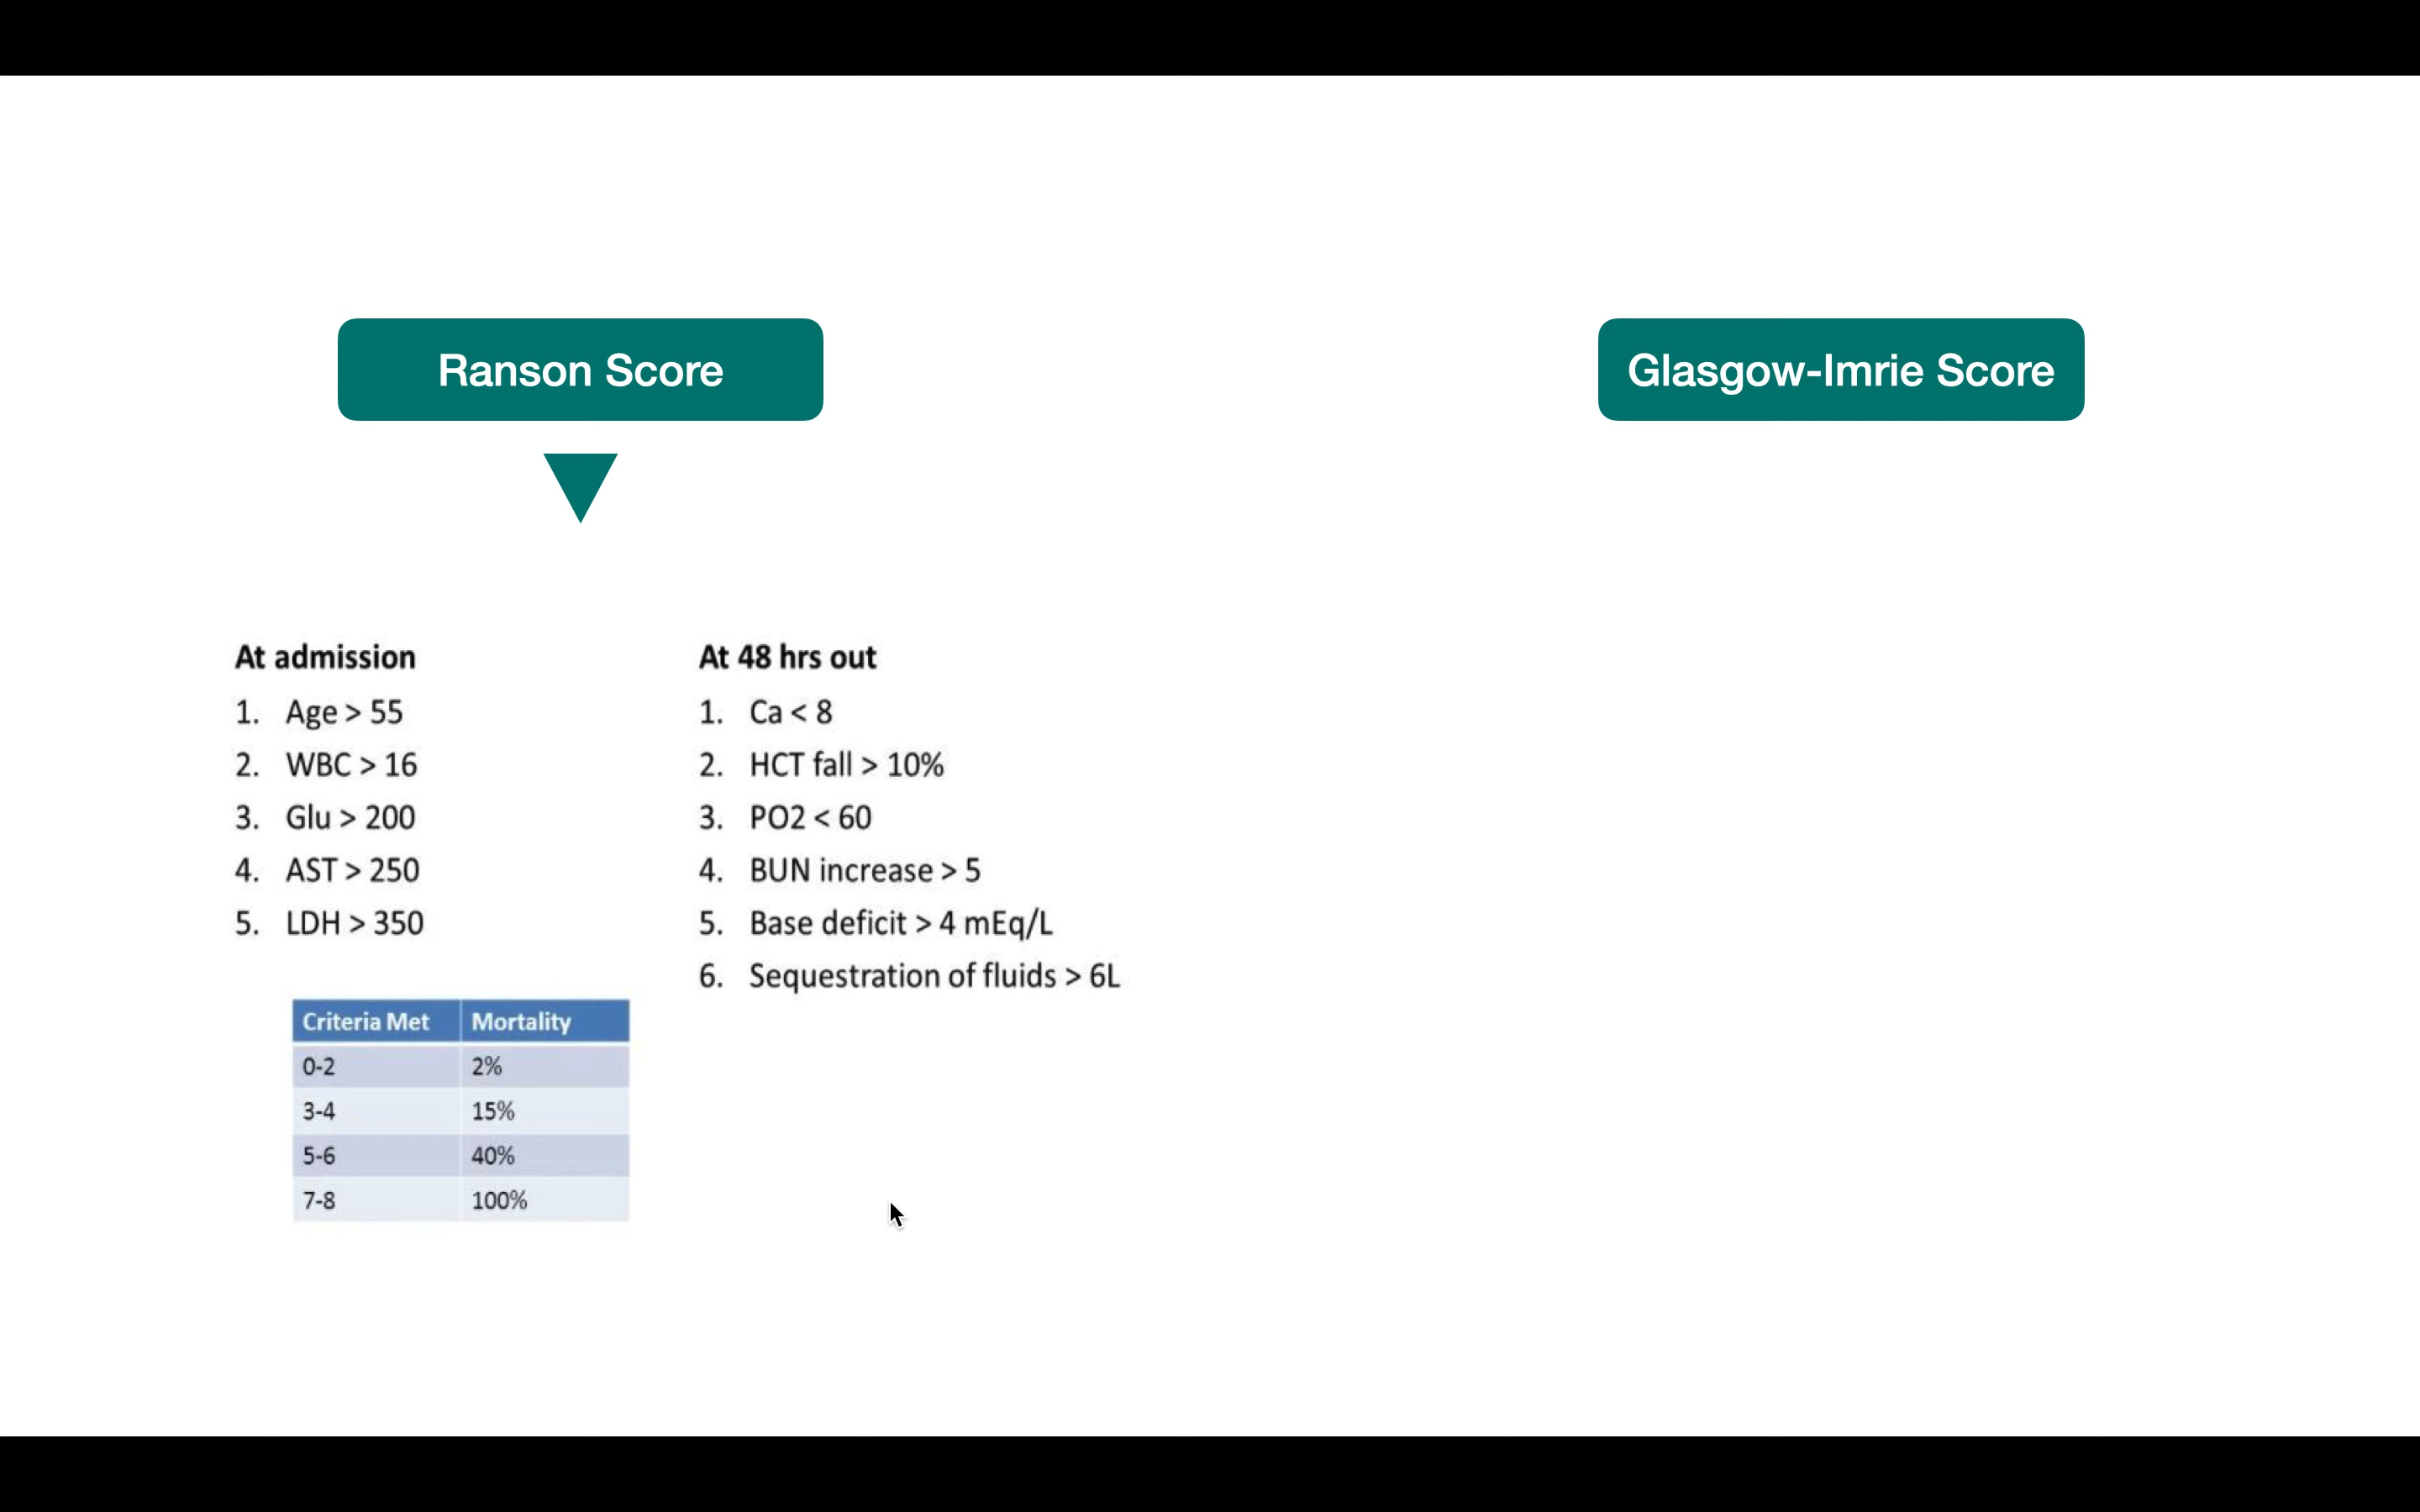 Ranson Score
Glasgow-Imrie Score
At admission
1. Age > 55
2. WBC > 16
3. Glu > 200
4. AST > 250
5. LDH > 350
At 48 hrs out
1. Ca < 8
2. HCT fall > 10%
3. PO2 < 60
4. BUN increase > 5
5. Base deficit > 4 mEq/L
6. Sequestration of fluids > 6L
Criteria Met Mortality
0-2 2%
3-4 15%
5-6 40%
7-8 100%